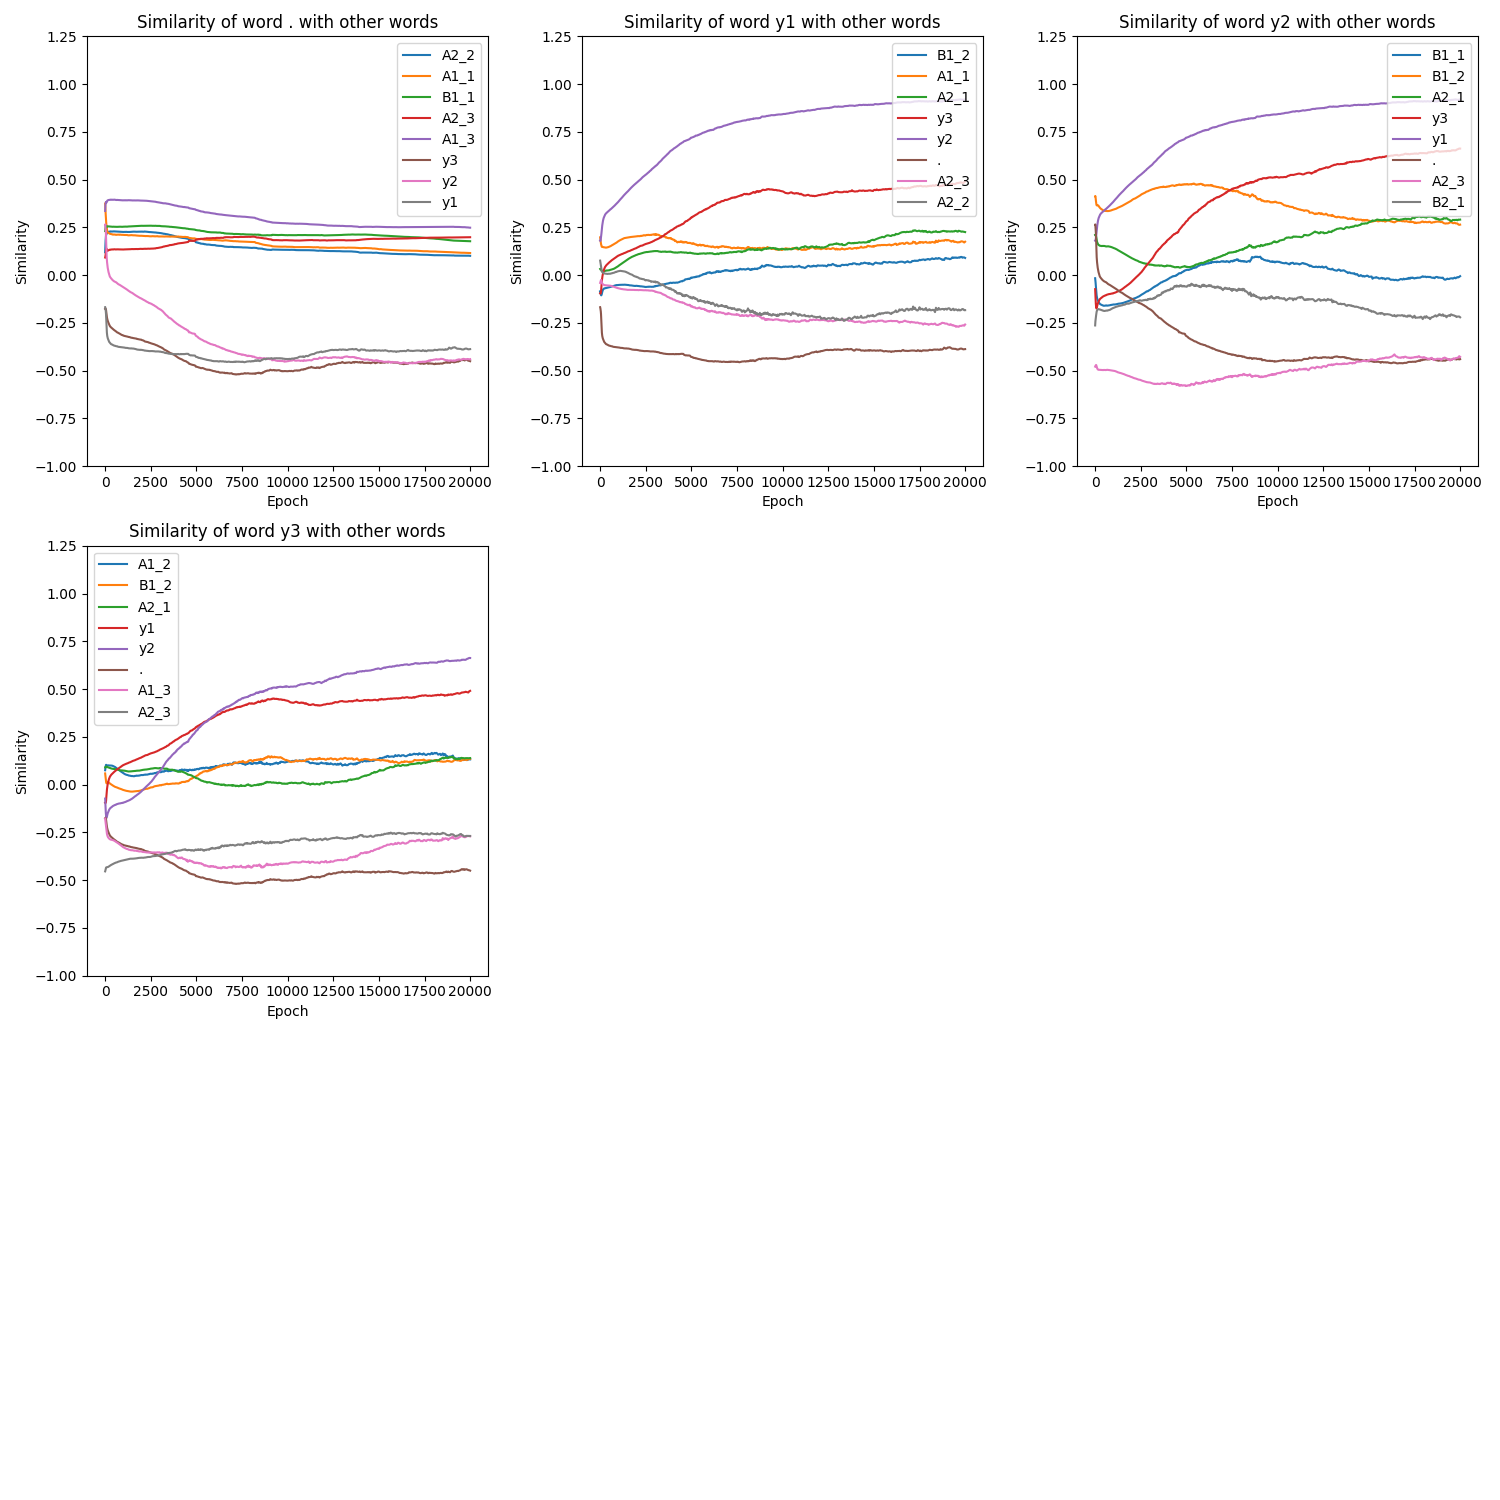 Similarity of word . with other words
1.25
1.00
0.75
0.50
0.25
0.00
−0.25
−0.50
−0.75
−1.00
Similarity
0 2500 5000 7500 10000 12500 15000 17500 20000
Epoch
A2_2
A1_1
B1_1
A2_3
A1_3
y3
y2
y1
Similarity of word y1 with other words
1.25
1.00
0.75
0.50
0.25
0.00
−0.25
−0.50
−0.75
−1.00
Similarity
0 2500 5000 7500 10000 12500 15000 17500 20000
Epoch
B1_2
A1_1
A2_1
y3
y2
.
A2_3
A2_2
Similarity of word y2 with other words
1.25
1.00
0.75
0.50
0.25
0.00
−0.25
−0.50
−0.75
−1.00
Similarity
0 2500 5000 7500 10000 12500 15000 17500 20000
Epoch
B1_1
B1_2
A2_1
y3
y1
.
A2_3
B2_1
Similarity of word y3 with other words
1.25
1.00
0.75
0.50
0.25
0.00
−0.25
−0.50
−0.75
−1.00
Similarity
0 2500 5000 7500 10000 12500 15000 17500 20000
Epoch
A1_2
B1_2
A2_1
y1
y2
.
A1_3
A2_3